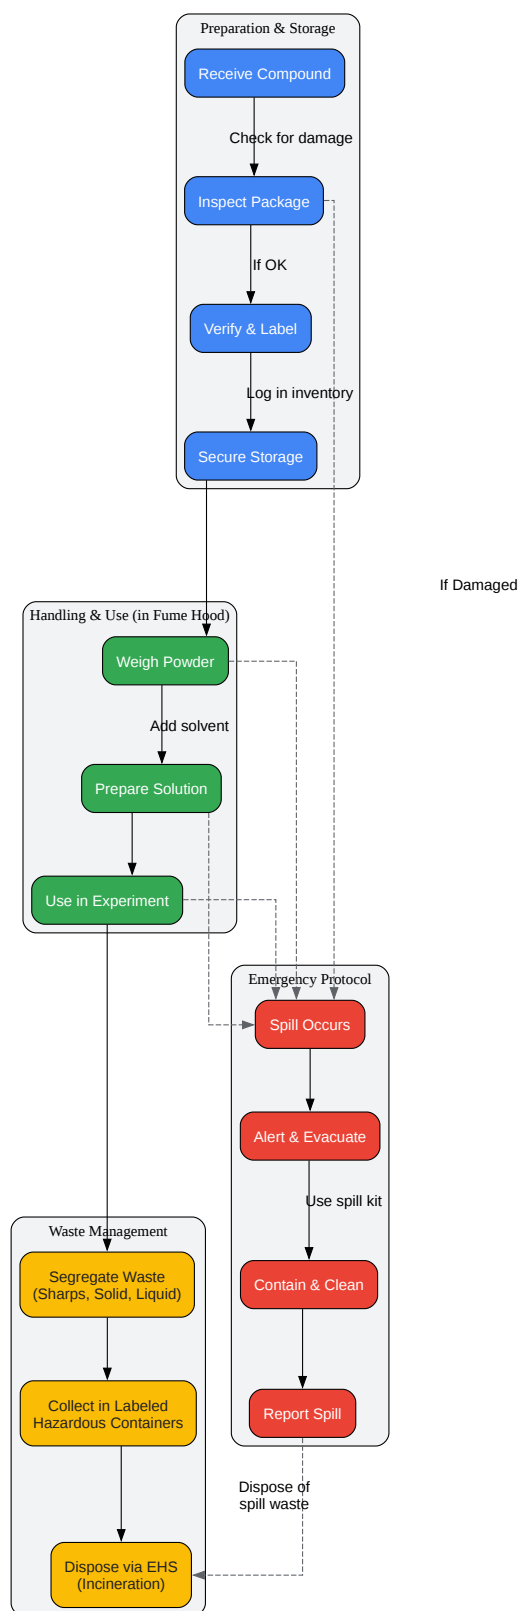 Preparation & Storage
Receive Compound
Check for damage
Inspect Package
If OK
Verify & Label
Log in inventory
Secure Storage
If Damaged
Handling & Use (in Fume Hood)
Weigh Powder
Add solvent
Prepare Solution
Use in Experiment
Emergency Protocol
Spill Occurs
Alert & Evacuate
Use spill kit
Contain & Clean
Report Spill
Waste Management
Segregate Waste
(Sharps, Solid, Liquid)
Collect in Labeled
Hazardous Containers
Dispose of
spill waste
Dispose via EHS
(Incineration)